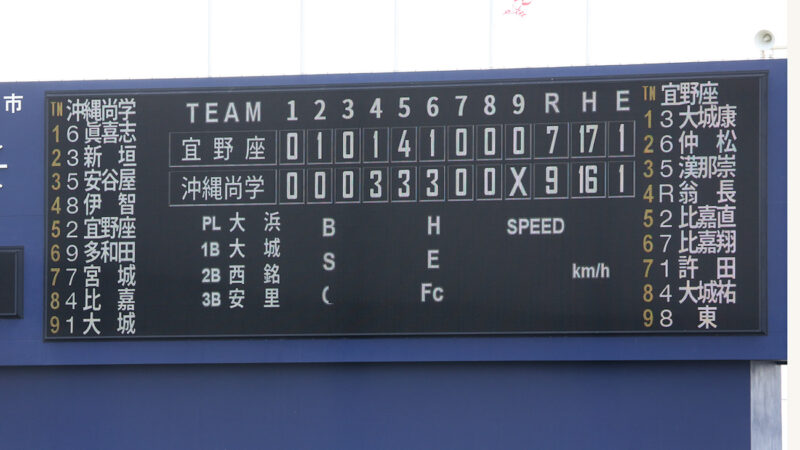 市
TN 沖縄尚学
1 6 眞喜志
2 3 新垣
3 5 安谷屋
4 8 伊智
5 2 宜野座
6 9 多和田
7 7 宮城
8 4 比嘉
9 1 大城
TEAM 1 2 3 4 5 6 7 8 9 R H E
宜野座 0 1 0 1 4 1 0 0 0 7 17 1
沖縄尚学 0 0 0 3 3 3 0 0 X 9 16 1
PL 大浜
1B 大城
2B 西銘
3B 安里
B
S
H
E
Fc
SPEED
km/h
TN 宜野座
1 3 大城康
2 6 仲松
3 5 漢那崇
4 R 翁長
5 2 比嘉直
6 7 比嘉翔
7 1 許田
8 4 大城祐
9 8 東